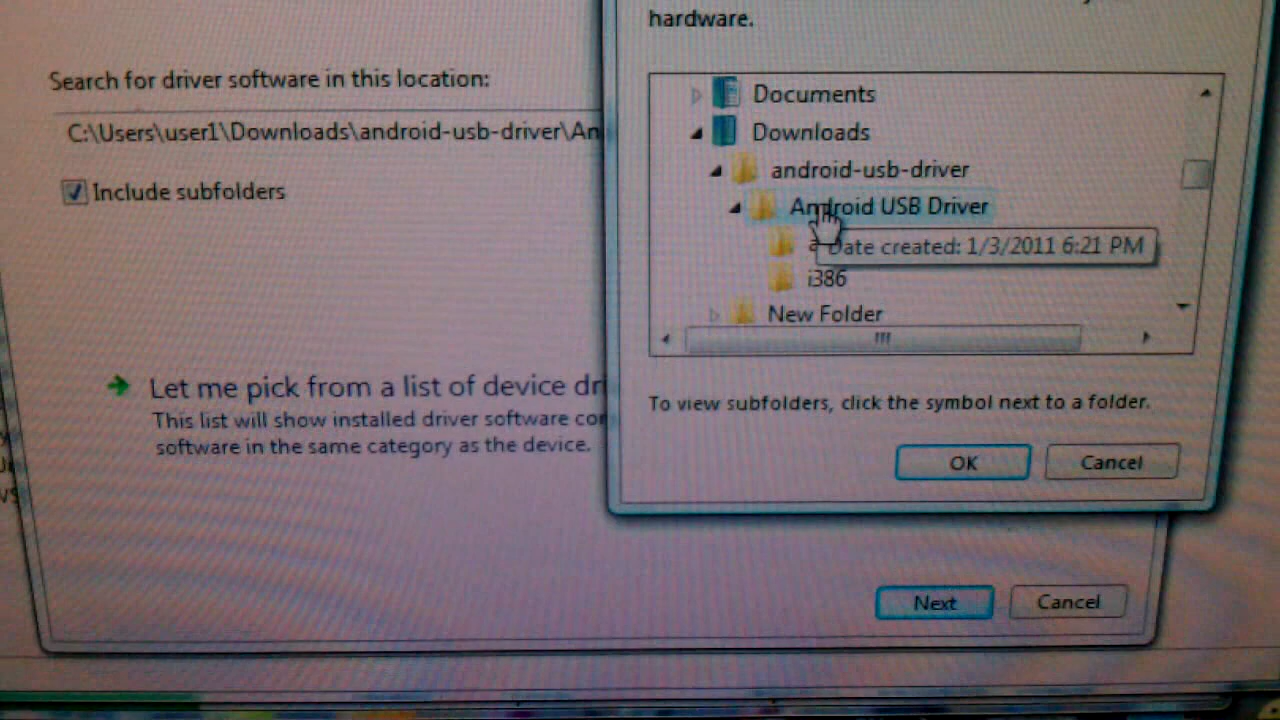 hardware.
Search for driver software in this location:
C:\Users\user1\Downloads\android-usb-driver\An
Include subfolders
Documents
Downloads
android-usb-driver
Android USB Driver
Date created: 1/3/2011 6:21 PM
i386
New Folder
Let me pick from a list of device dri
This list will show installed driver software con
software in the same category as the device.
To view subfolders, click the symbol next to a folder.
OK
Cancel
Next
Cancel